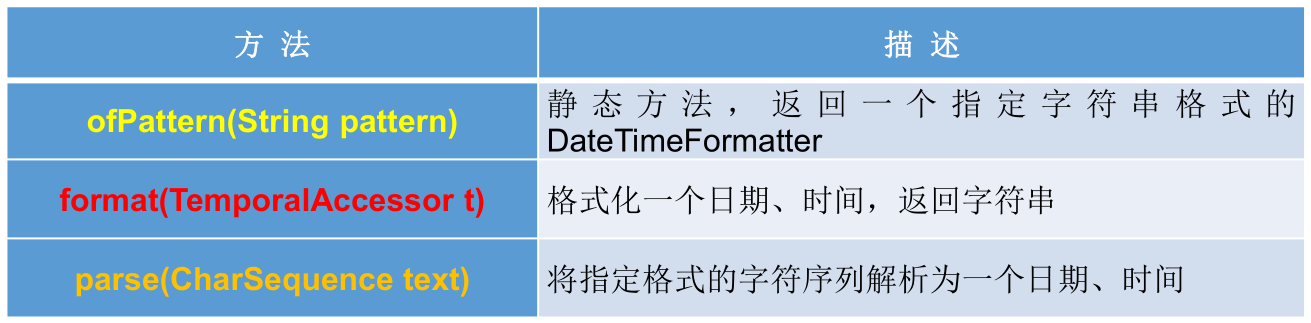 方 法
描 述
ofPattern(String pattern)
静态方法，返回一个指定字符串格式的
DateTimeFormatter
format(TemporalAccessor t)
格式化一个日期、时间，返回字符串
parse(CharSequence text)
将指定格式的字符序列解析为一个日期、时间